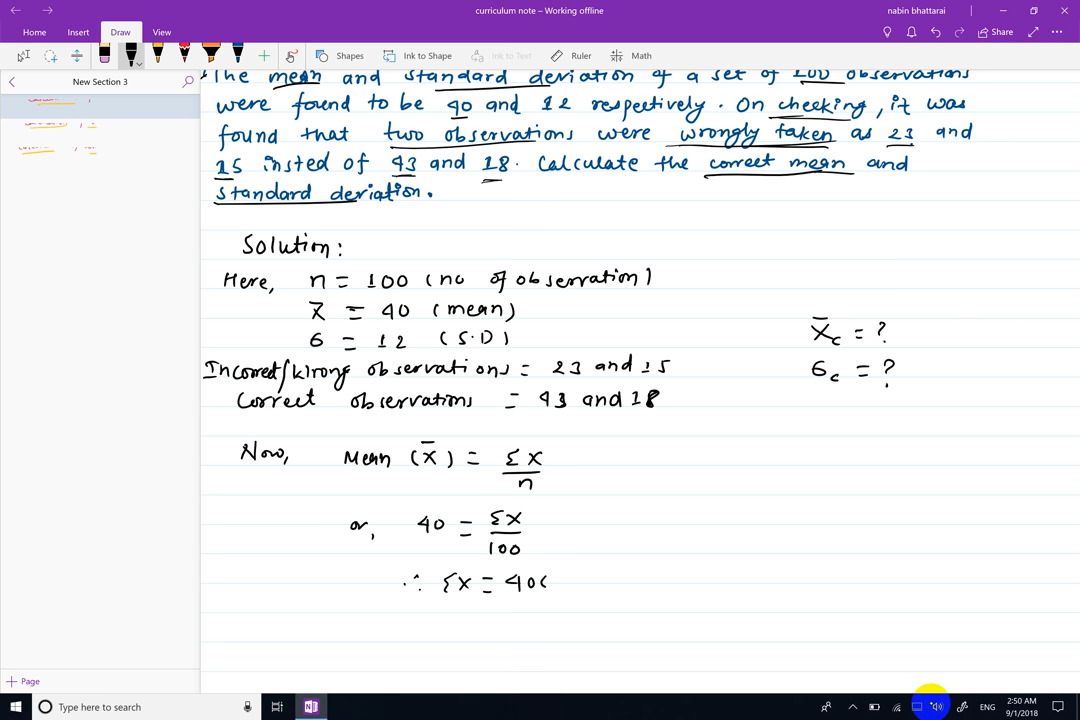 curriculum note – Working offline
nabin bhattarai
Home Insert Draw View
Share
Shapes Ink to Shape Ink to Text Ruler Math
New Section 3
The mean and standard deviation of a set of 100 observations
were found to be 40 and 12 respectively. On checking, it was
found that two observations were wrongly taken as 23 and
15 insted of 43 and 18. Calculate the correct mean and
standard deviation.
Solution:
Here, n = 100 (no of observation)
x̄ = 40 (mean)
σ = 12 (S.D)
Incorrect/Wrong observations = 23 and 15
Correct observations = 43 and 18
X̄c = ?
σc = ?
Now, Mean (X̄) = ΣX
n
or, 40 = ΣX
100
∴ ΣX = 400
+ Page
Type here to search
ENG
2:50 AM
9/1/2018